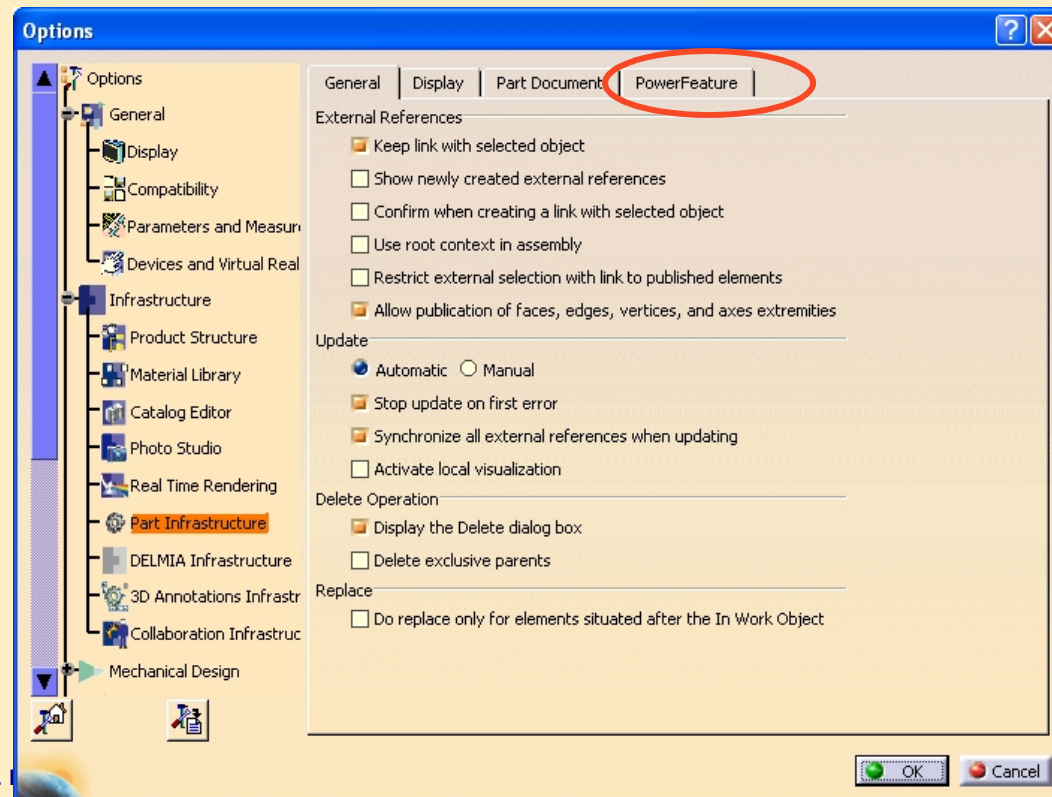 Options
Options
General
Display
Compatibility
Parameters and Measur
Devices and Virtual Real
Infrastructure
Product Structure
Material Library
Catalog Editor
Photo Studio
Real Time Rendering
Part Infrastructure
DELMIA Infrastructure
3D Annotations Infrastr
Collaboration Infrastruc
Mechanical Design
General Display Part Document PowerFeature
External References
Keep link with selected object
Show newly created external references
Confirm when creating a link with selected object
Use root context in assembly
Restrict external selection with link to published elements
Allow publication of faces, edges, vertices, and axes extremities
Update
Automatic Manual
Stop update on first error
Synchronize all external references when updating
Activate local visualization
Delete Operation
Display the Delete dialog box
Delete exclusive parents
Replace
Do replace only for elements situated after the In Work Object
OK Cancel